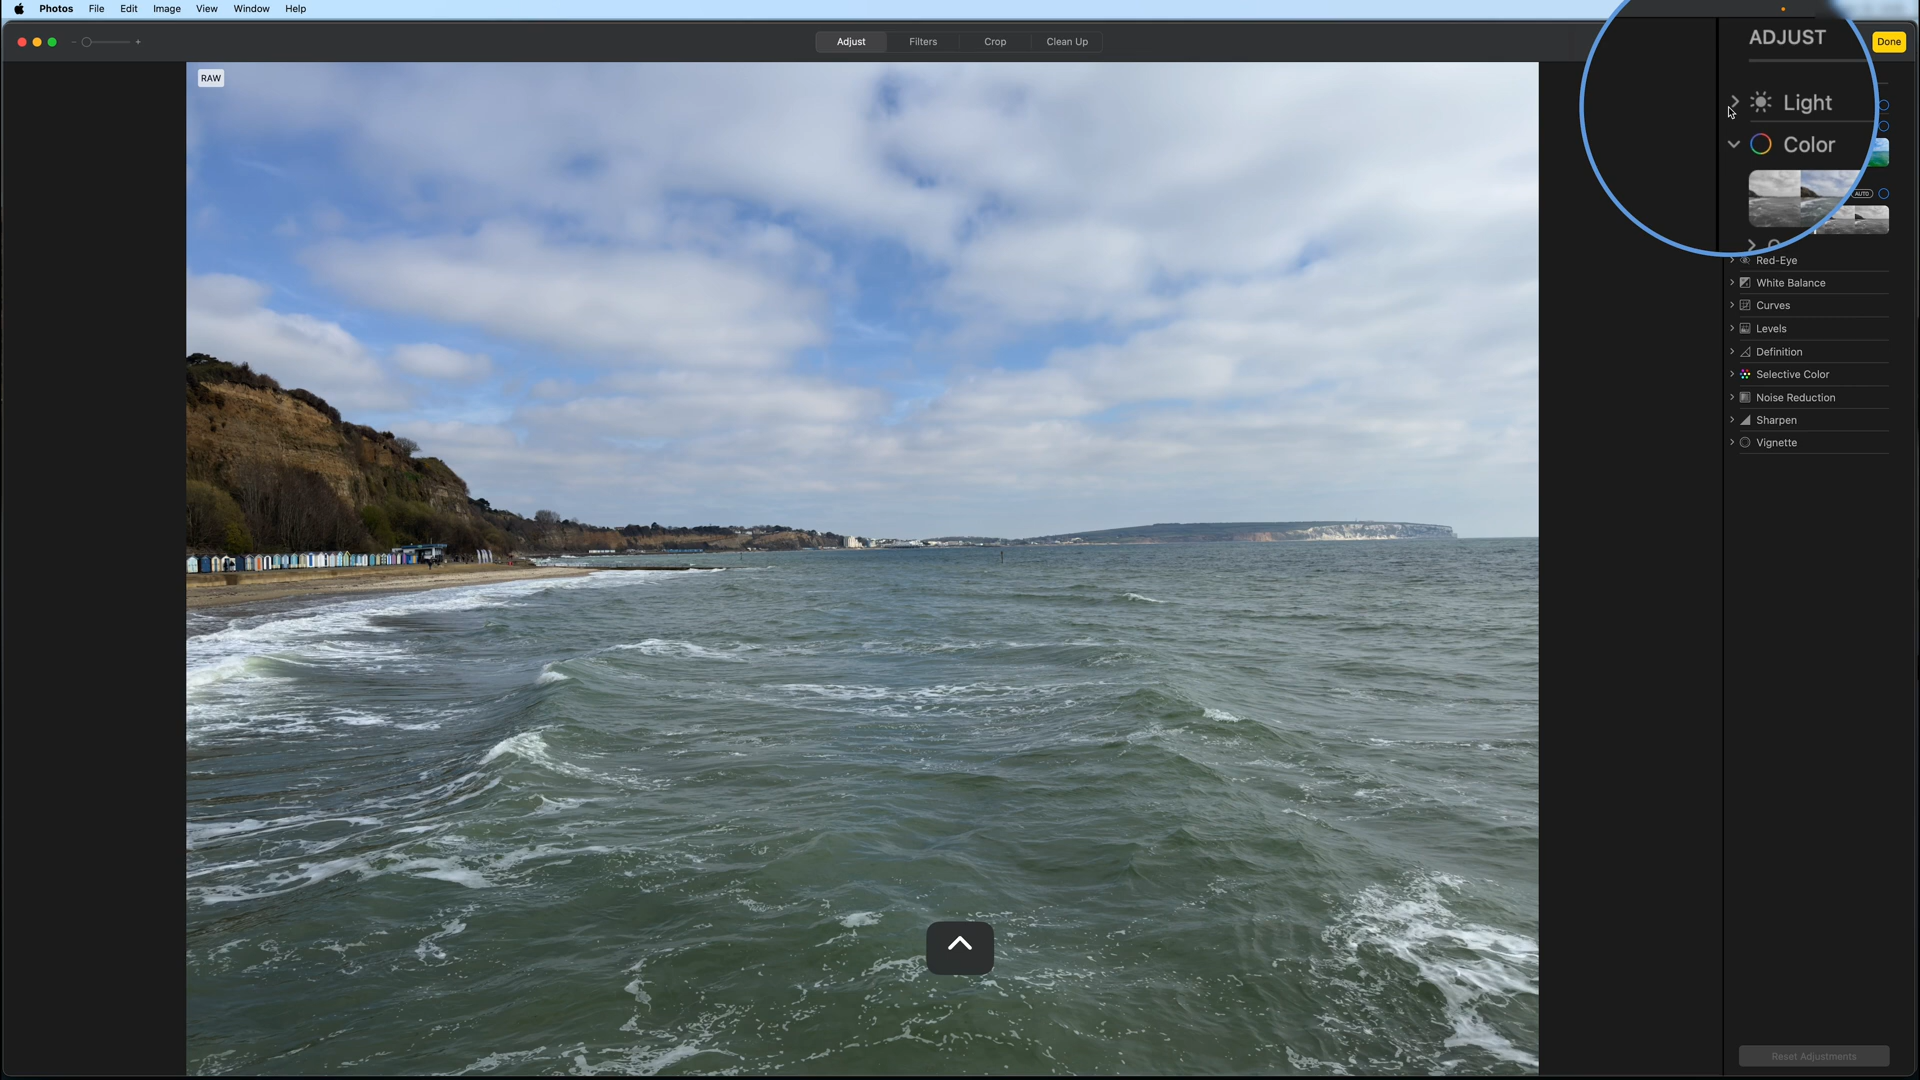 Photos File Edit Image View Window Help
Adjust Filters Crop Clean Up
ADJUST
Done
RAW
Light
Color
AUTO
Red-Eye
White Balance
Curves
Levels
Definition
Selective Color
Noise Reduction
Sharpen
Vignette
Reset Adjustments